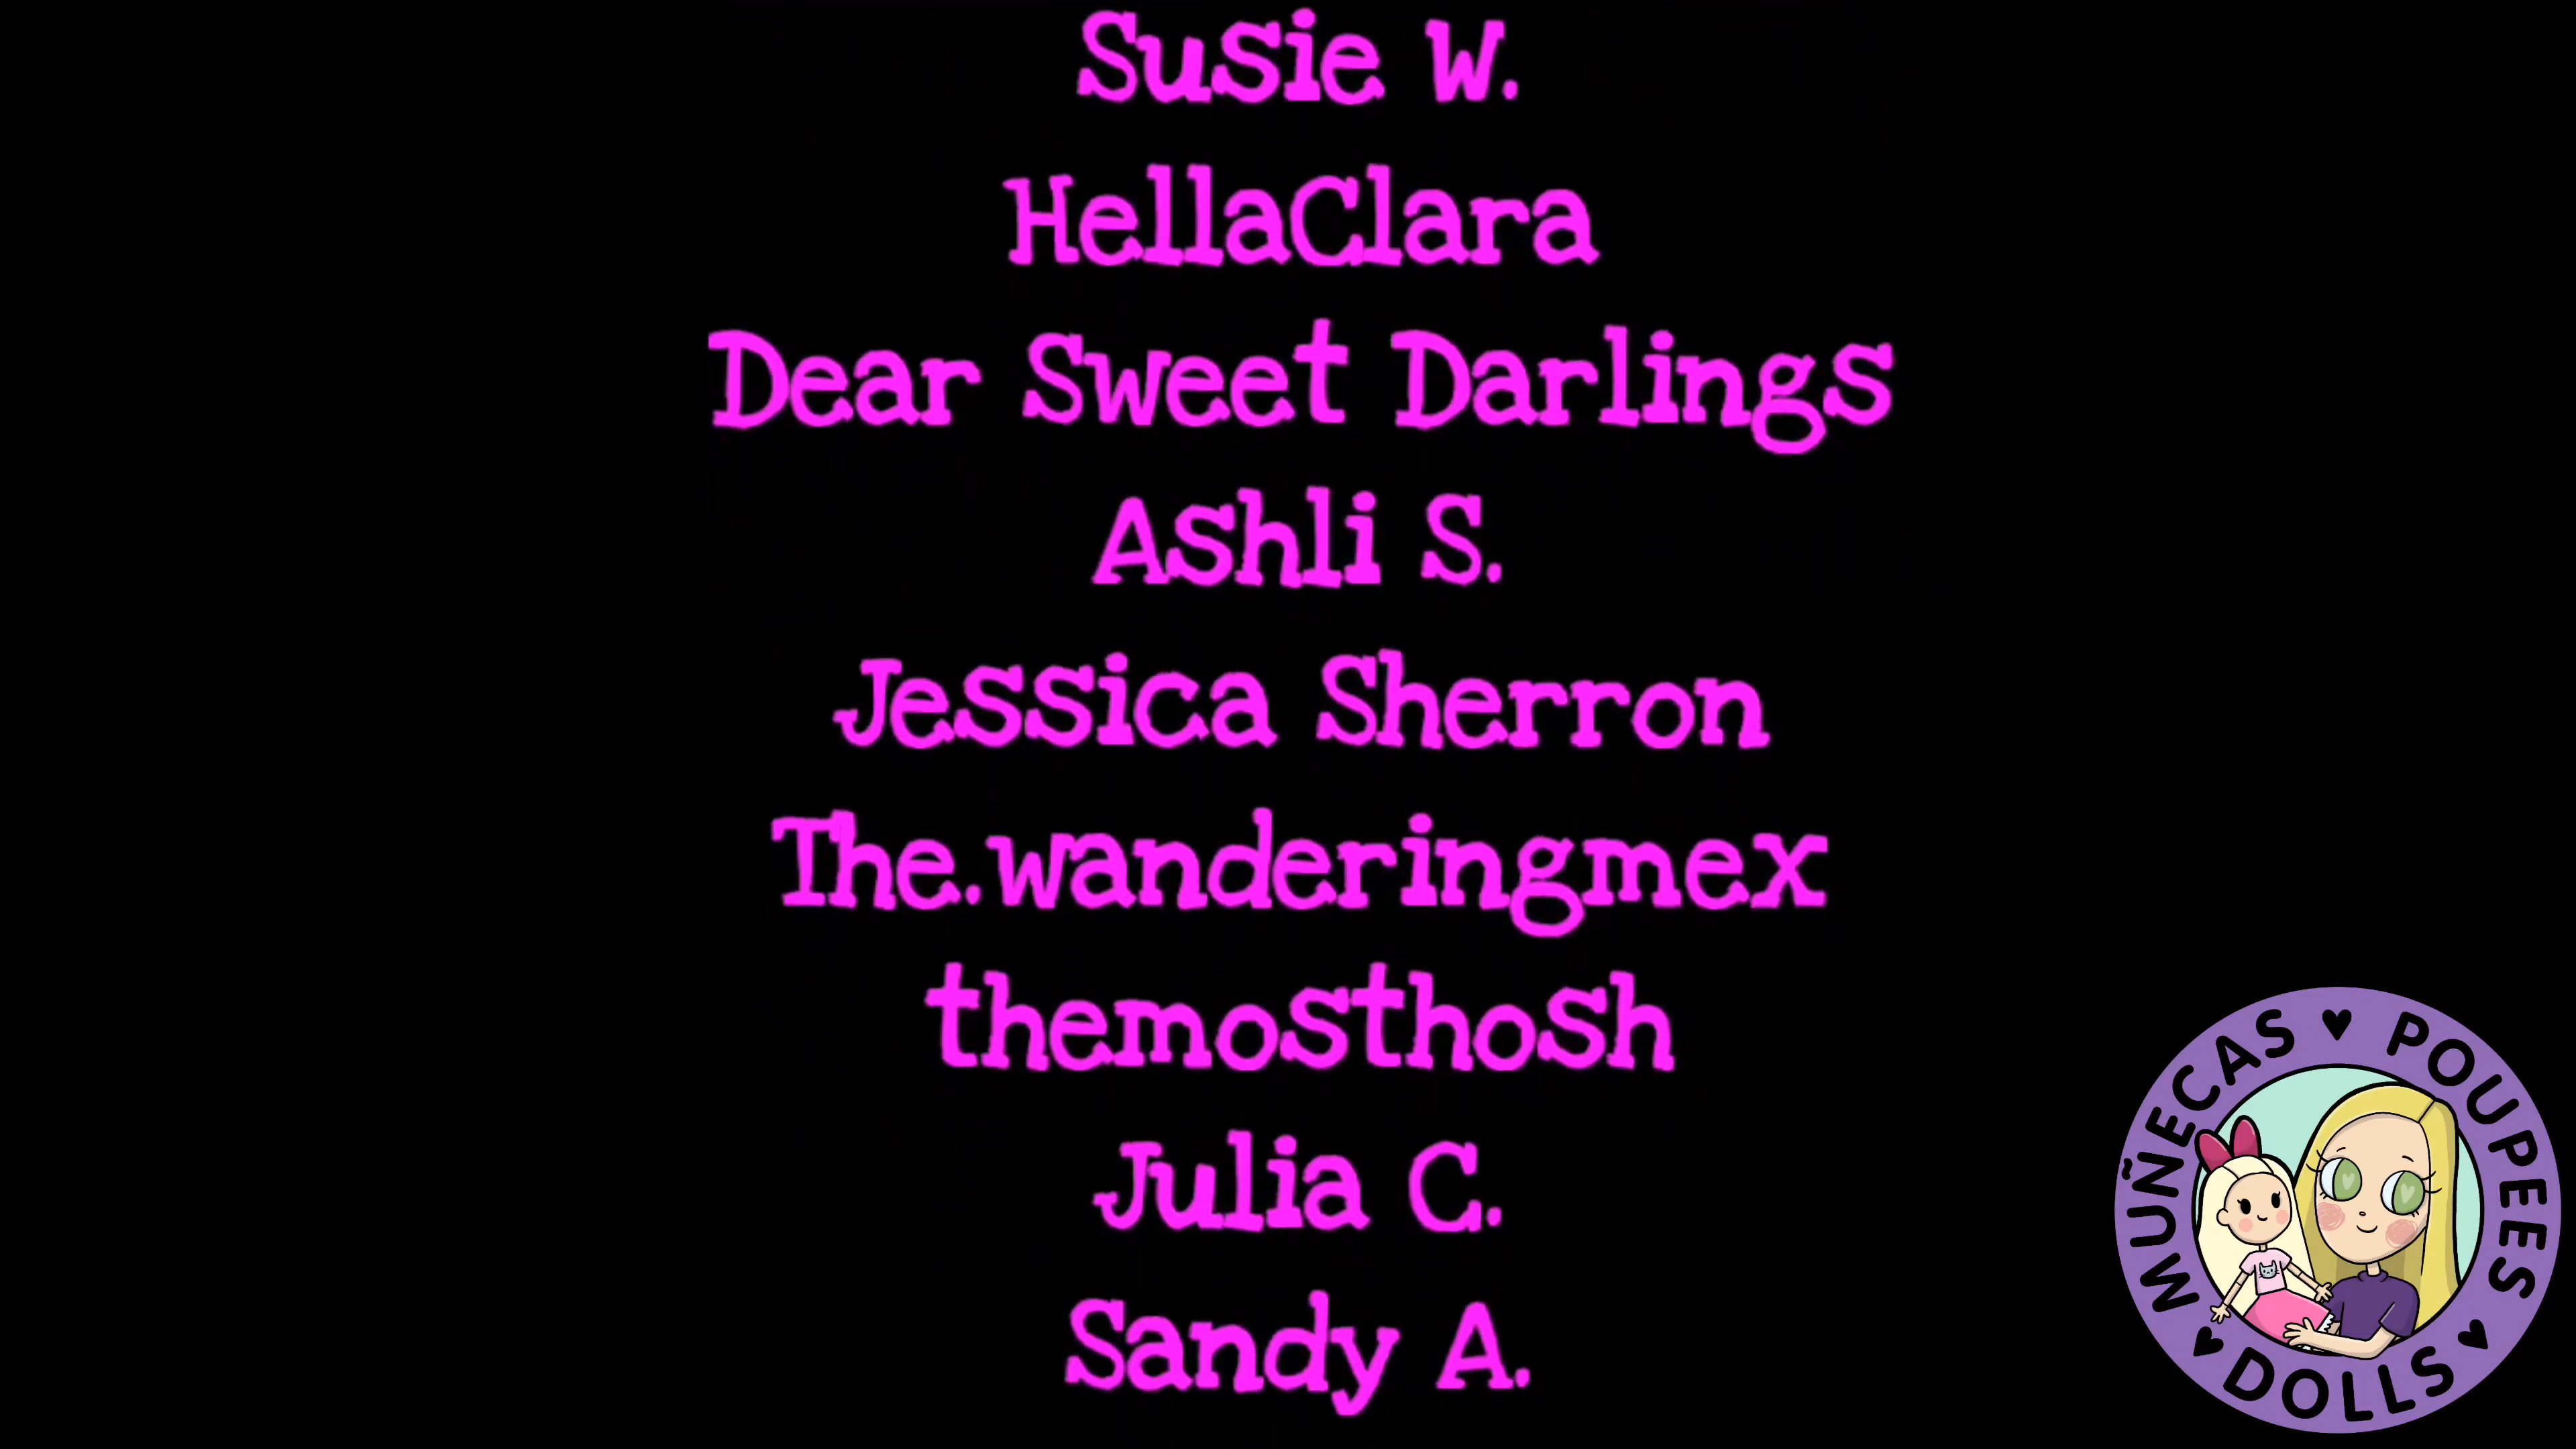 Susie W.
HellaClara
Dear Sweet Darlings
Ashli S.
Jessica Sherron
The.wanderingmex
themosthosh
Julia C.
Sandy A.
MUÑECAS ♥ POUPEES ♥ DOLLS ♥